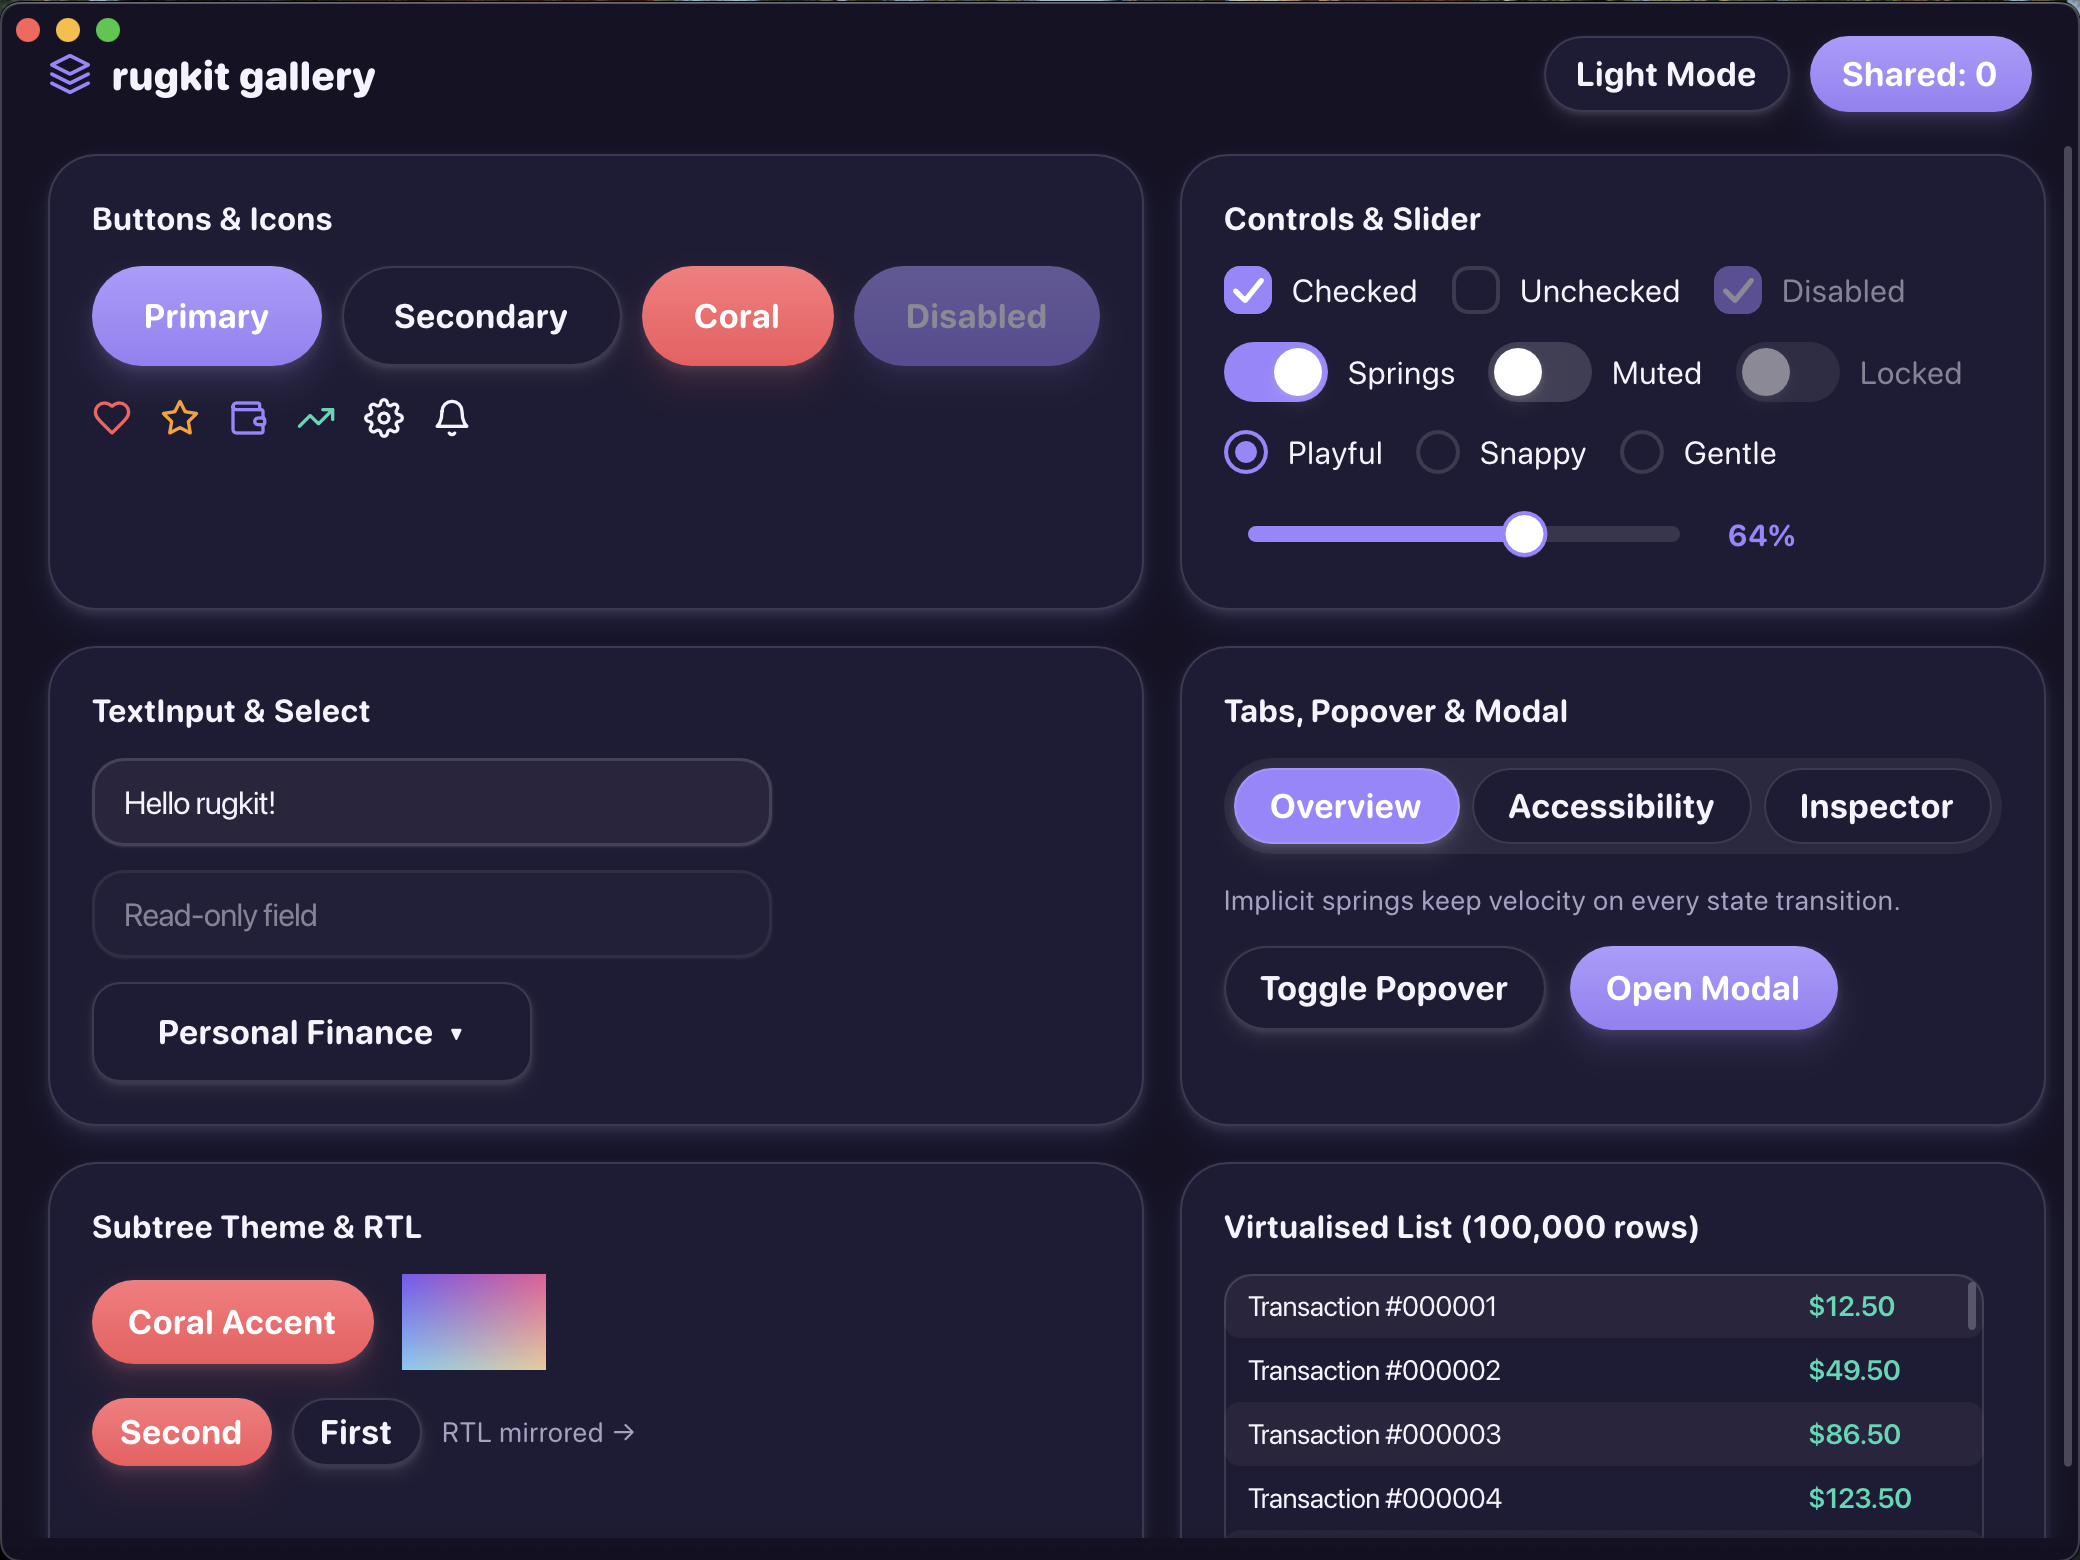 rugkit gallery
Light Mode
Shared: 0
Buttons & Icons
Primary
Secondary
Coral
Disabled
Controls & Slider
Checked
Unchecked
Disabled
Springs
Muted
Locked
Playful
Snappy
Gentle
64%
TextInput & Select
Hello rugkit!
Read-only field
Personal Finance ▾
Tabs, Popover & Modal
Overview
Accessibility
Inspector
Implicit springs keep velocity on every state transition.
Toggle Popover
Open Modal
Subtree Theme & RTL
Coral Accent
Second
First
RTL mirrored →
Virtualised List (100,000 rows)
Transaction #000001 $12.50
Transaction #000002 $49.50
Transaction #000003 $86.50
Transaction #000004 $123.50